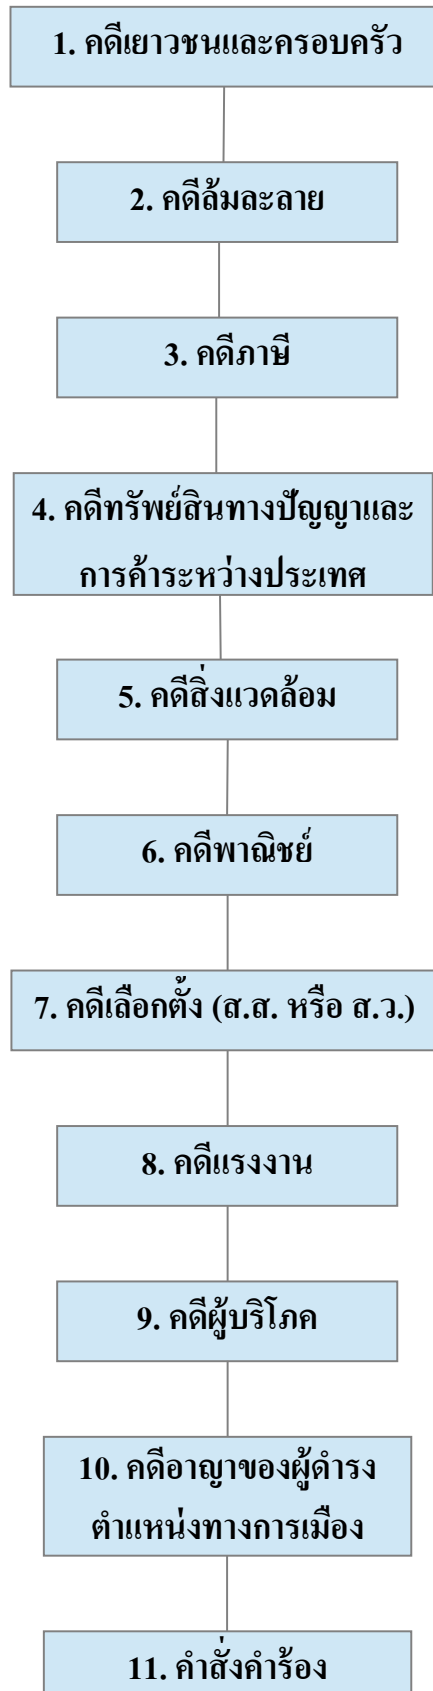 1. คดีเยาวชนและครอบครัว
2. คดีล้มละลาย
3. คดีภาษี
4. คดีทรัพย์สินทางปัญญาและ
การค้าระหว่างประเทศ
5. คดีสิ่งแวดล้อม
6. คดีพาณิชย์
7. คดีเลือกตั้ง (ส.ส. หรือ ส.ว.)
8. คดีแรงงาน
9. คดีผู้บริโภค
10. คดีอาญาของผู้ดำรง
ตำแหน่งทางการเมือง
11. คำสั่งคำร้อง